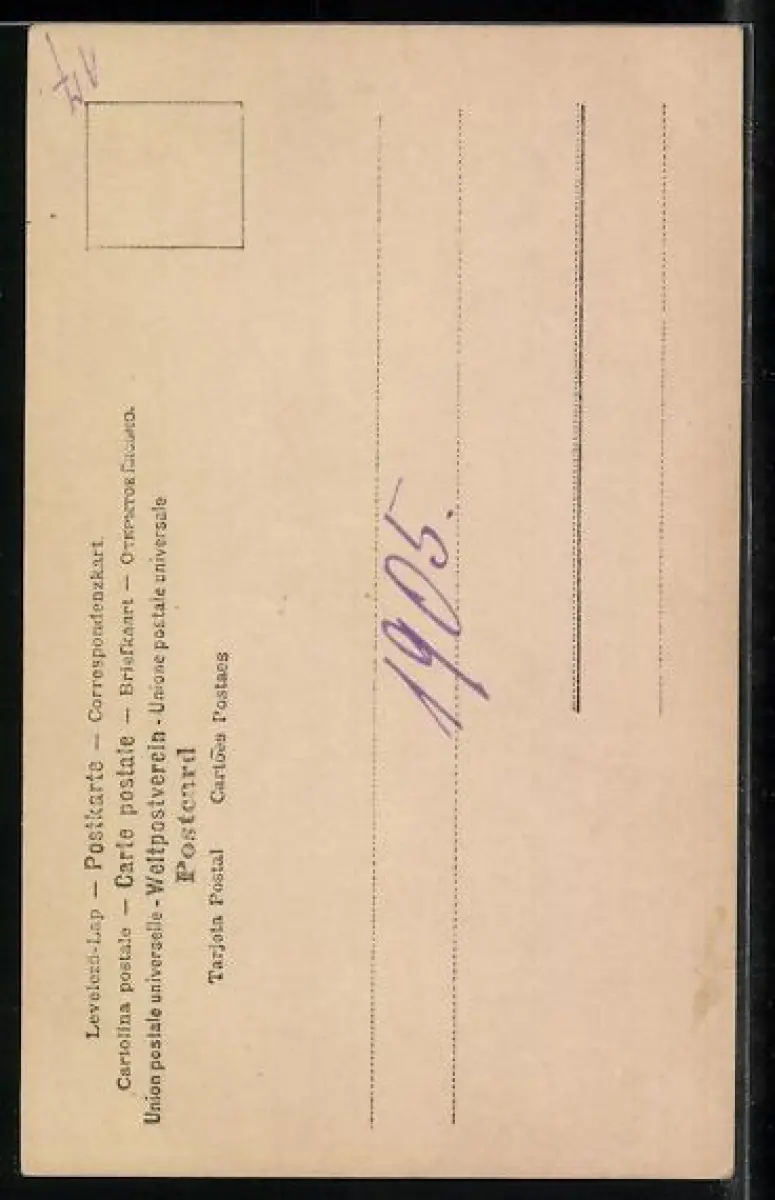 Levelező-Lap — Postkarte — Correspondenzkart
Cartolina postale — Carte postale — Briefkaart — Открытое Письмо.
Union postale universelle - Weltpostverein - Unione postale universale
Postcard
Tarjeta Postal Cartões Postaes
1905.